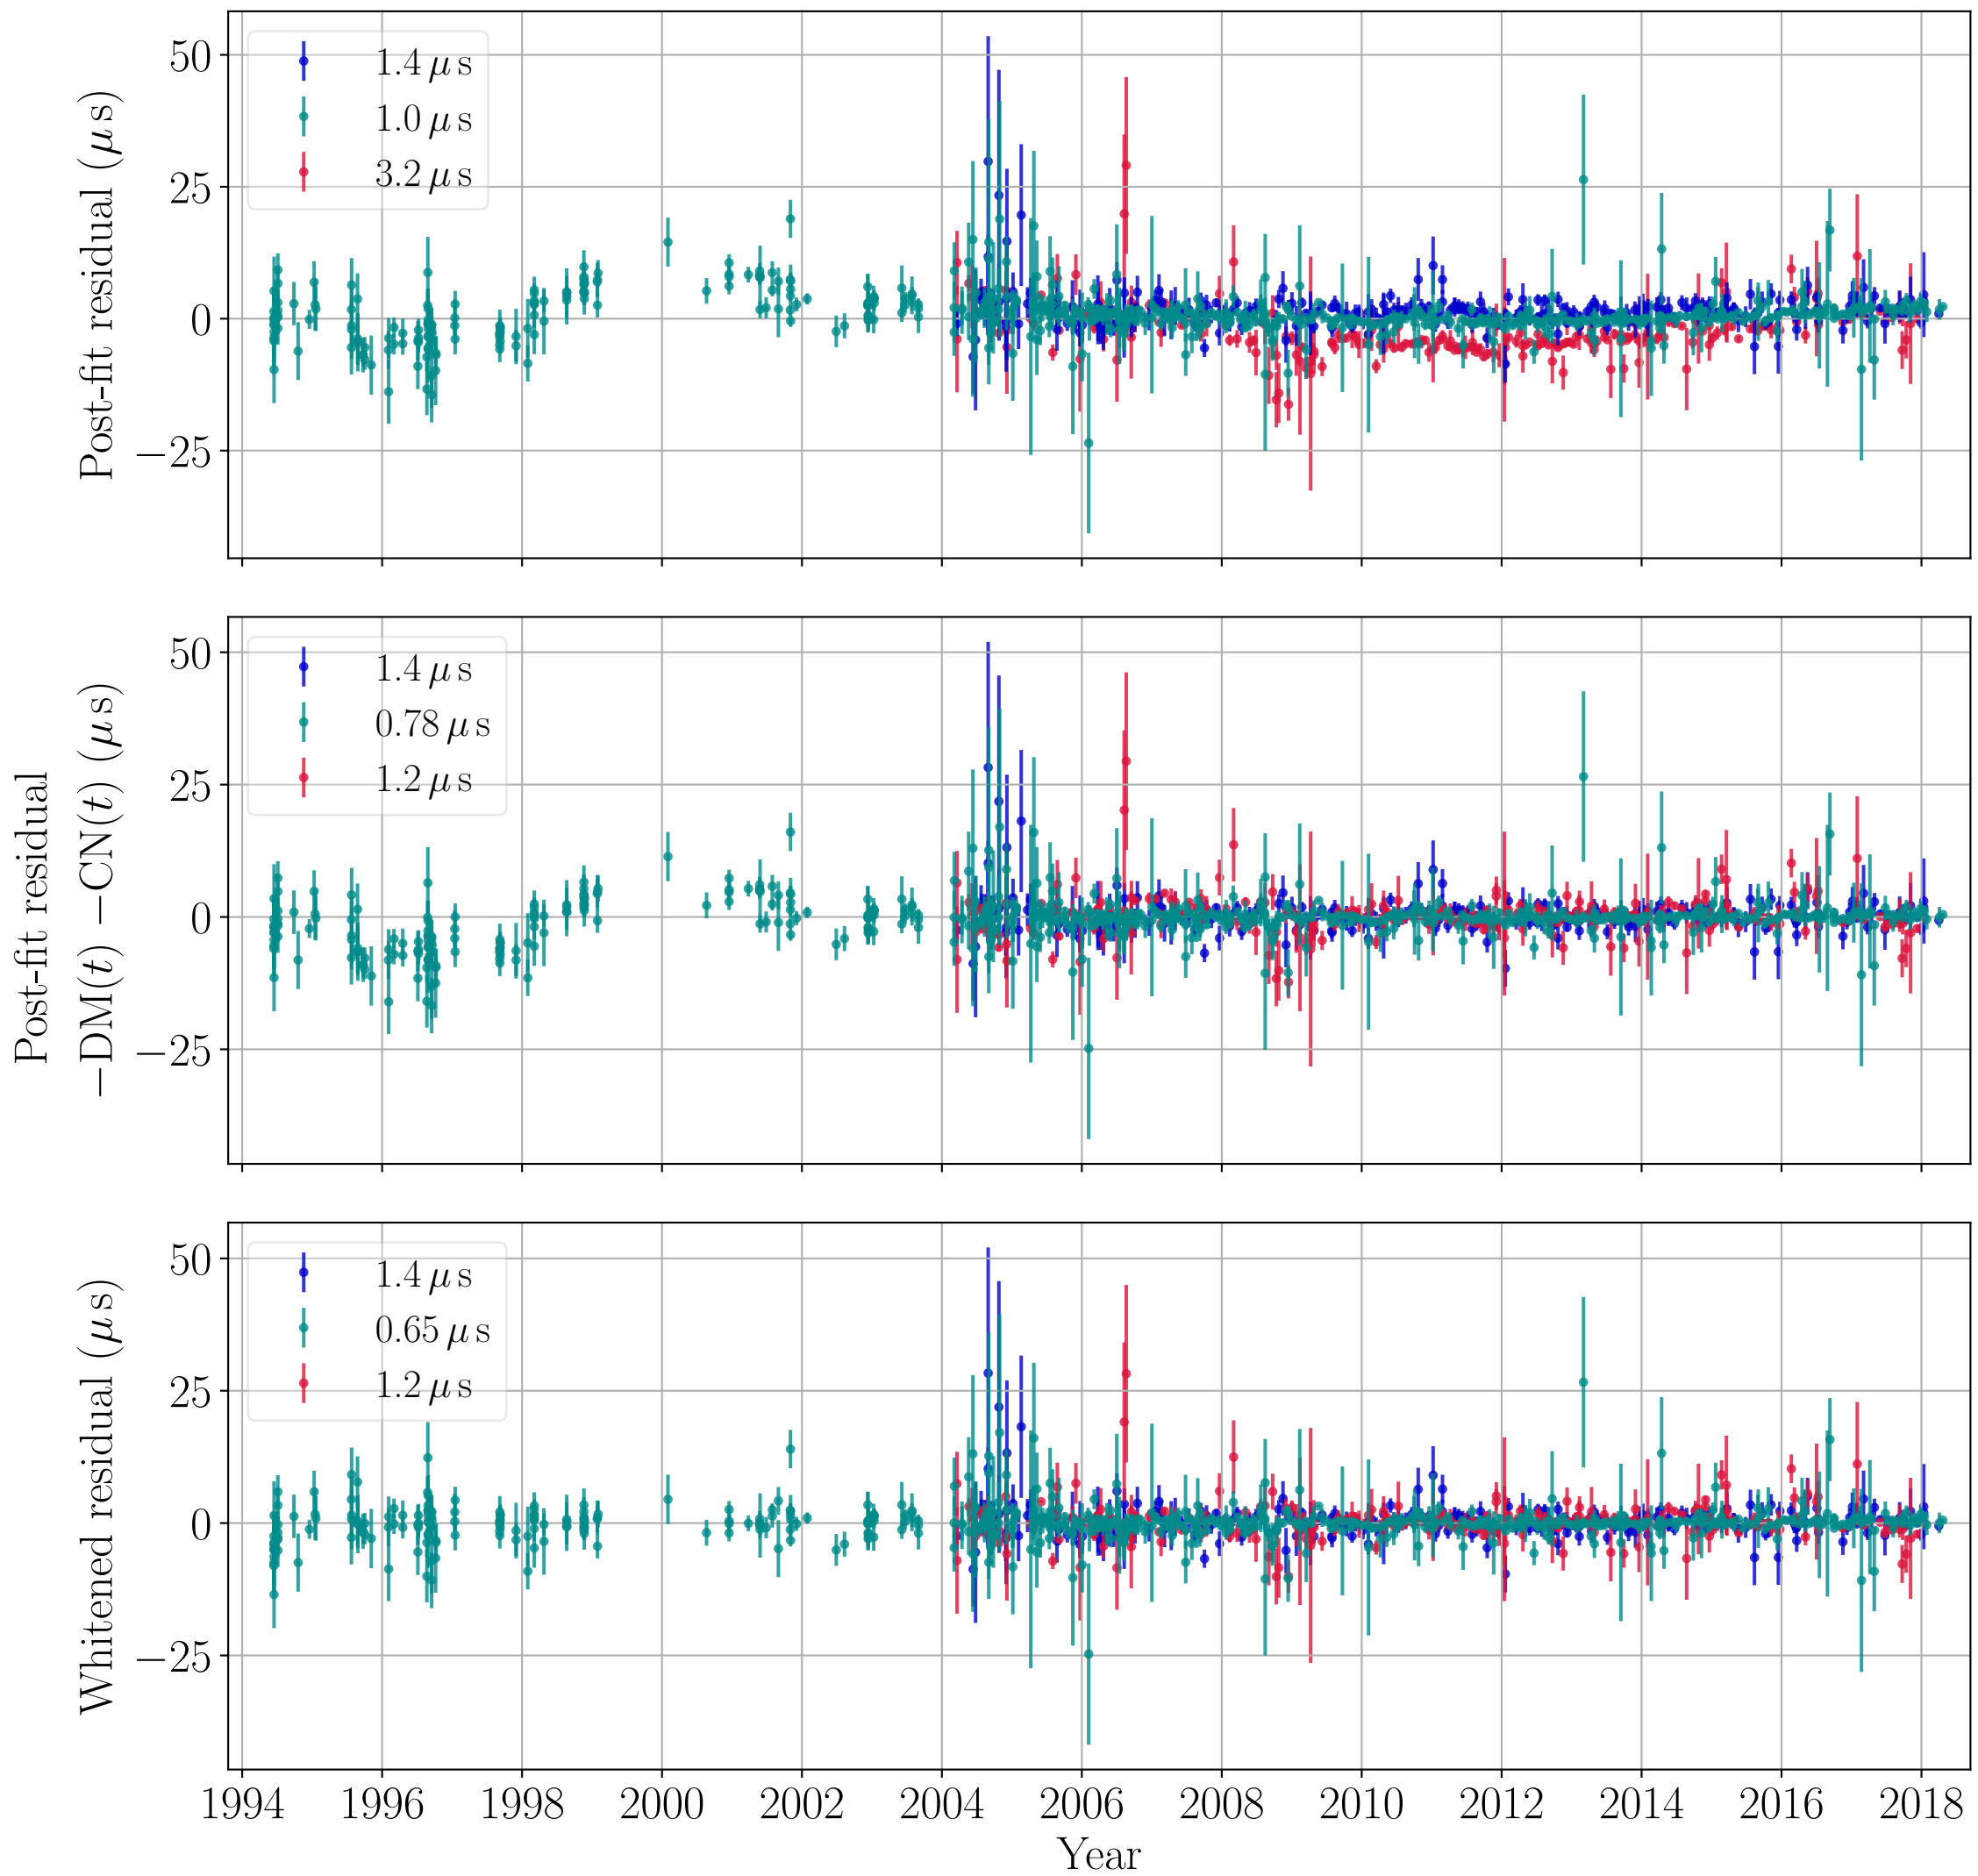 Post-fit residual (μs)
50
25
0
−25
1.4 μs
1.0 μs
3.2 μs
Post-fit residual
−DM(t) −CN(t) (μs)
50
25
0
−25
1.4 μs
0.78 μs
1.2 μs
Whitened residual (μs)
50
25
0
−25
1.4 μs
0.65 μs
1.2 μs
1994 1996 1998 2000 2002 2004 2006 2008 2010 2012 2014 2016 2018
Year